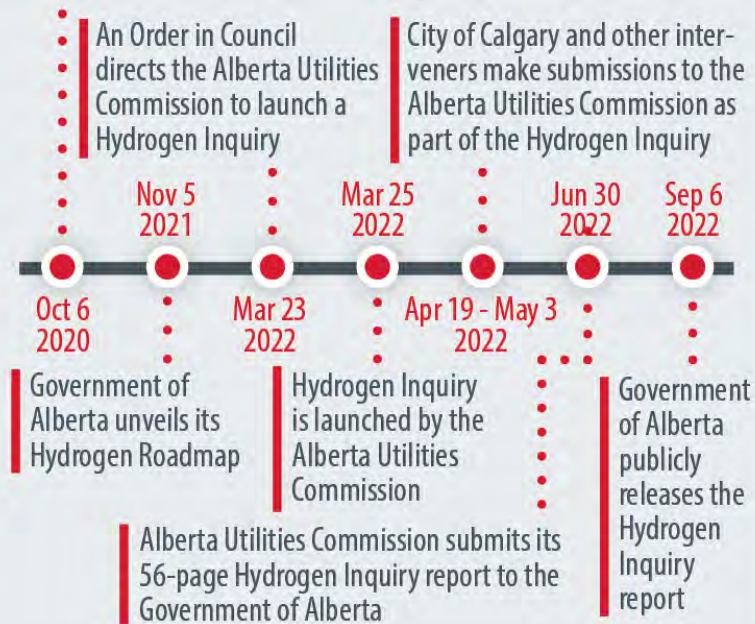 An Order in Council
directs the Alberta Utilities
Commission to launch a
Hydrogen Inquiry
City of Calgary and other inter-
veners make submissions to the
Alberta Utilities Commission as
part of the Hydrogen Inquiry
Nov 5
2021
Mar 25
2022
Jun 30
2022
Sep 6
2022
Oct 6
2020
Mar 23
2022
Apr 19 - May 3
2022
Government of
Alberta unveils its
Hydrogen Roadmap
Hydrogen Inquiry
is launched by the
Alberta Utilities
Commission
Government
of Alberta
publicly
releases the
Hydrogen
Inquiry
report
Alberta Utilities Commission submits its
56-page Hydrogen Inquiry report to the
Government of Alberta